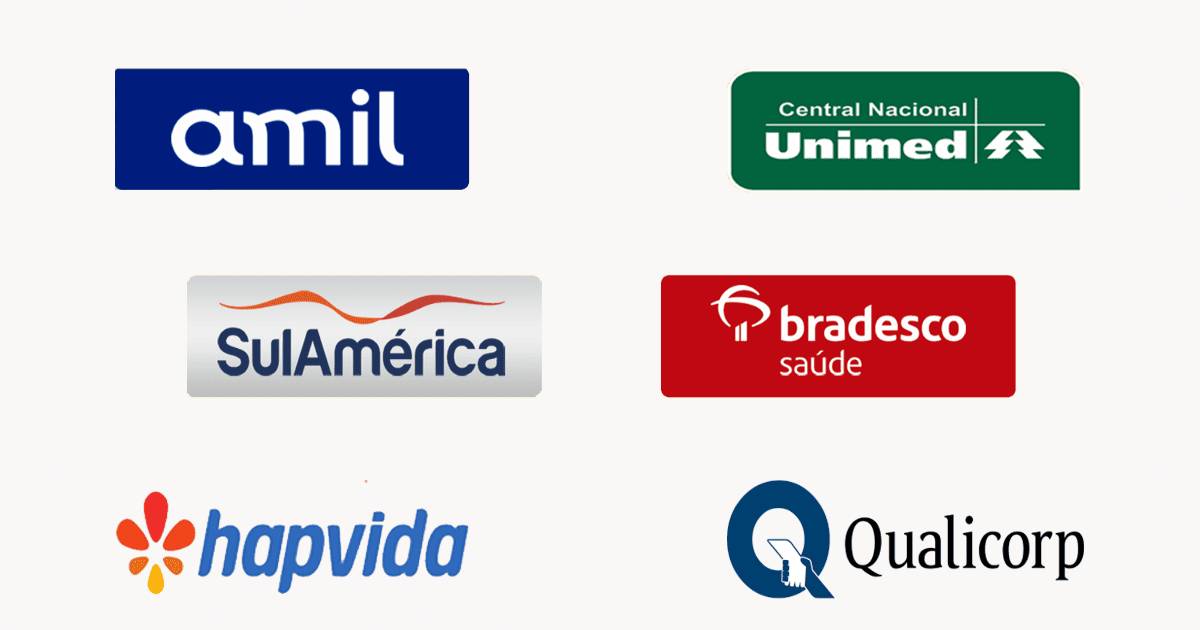 amil
Central Nacional
Unimed
SulAmérica
bradesco
saúde
hapvida
Qualicorp